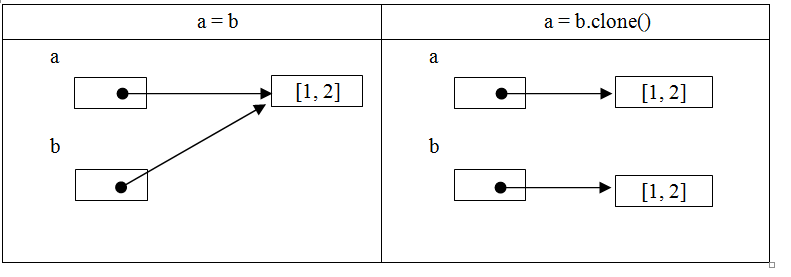 a = b
a = b.clone()
a
[1, 2]
b
a
[1, 2]
b
[1, 2]